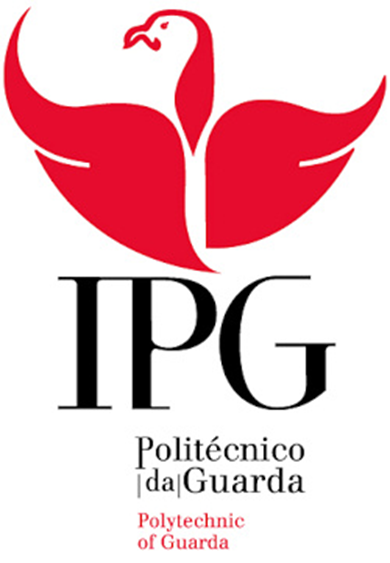 IPG
Politécnico
|da|Guarda
Polytechnic
of Guarda